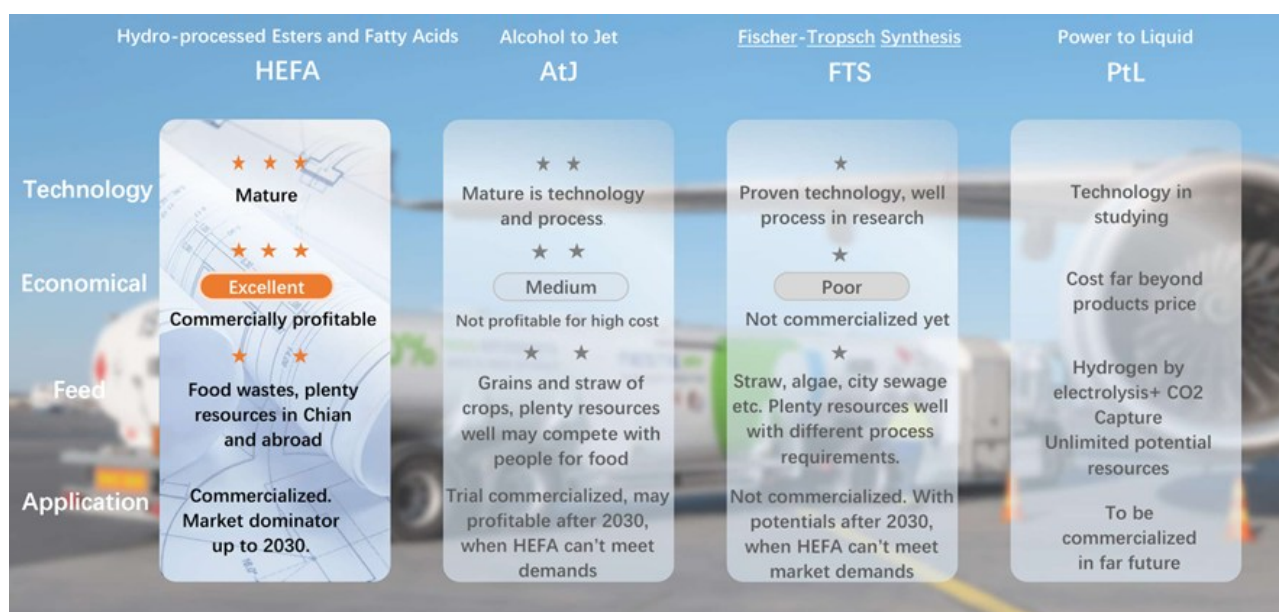 Hydro-processed Esters and Fatty Acids
HEFA
Alcohol to Jet
AtJ
Fischer-Tropsch Synthesis
FTS
Power to Liquid
PtL
Technology
Mature
Mature is technology
and process
Proven technology, well
process in research
Technology in
studying
Economical
Excellent
Commercially profitable
Medium
Not profitable for high cost
Poor
Not commercialized yet
Cost far beyond
products price
Feed
Food wastes, plenty
resources in Chian
and abroad
Grains and straw of
crops, plenty resources
well may compete with
people for food
Straw, algae, city sewage
etc. Plenty resources well
with different process
requirements.
Hydrogen by
electrolysis+ CO2
Capture
Unlimited potential
resources
Application
Commercialized.
Market dominator
up to 2030.
Trial commercialized, may
profitable after 2030,
when HEFA can't meet
demands
Not commercialized. With
potentials after 2030,
when HEFA can't meet
market demands
To be
commercialized
in far future